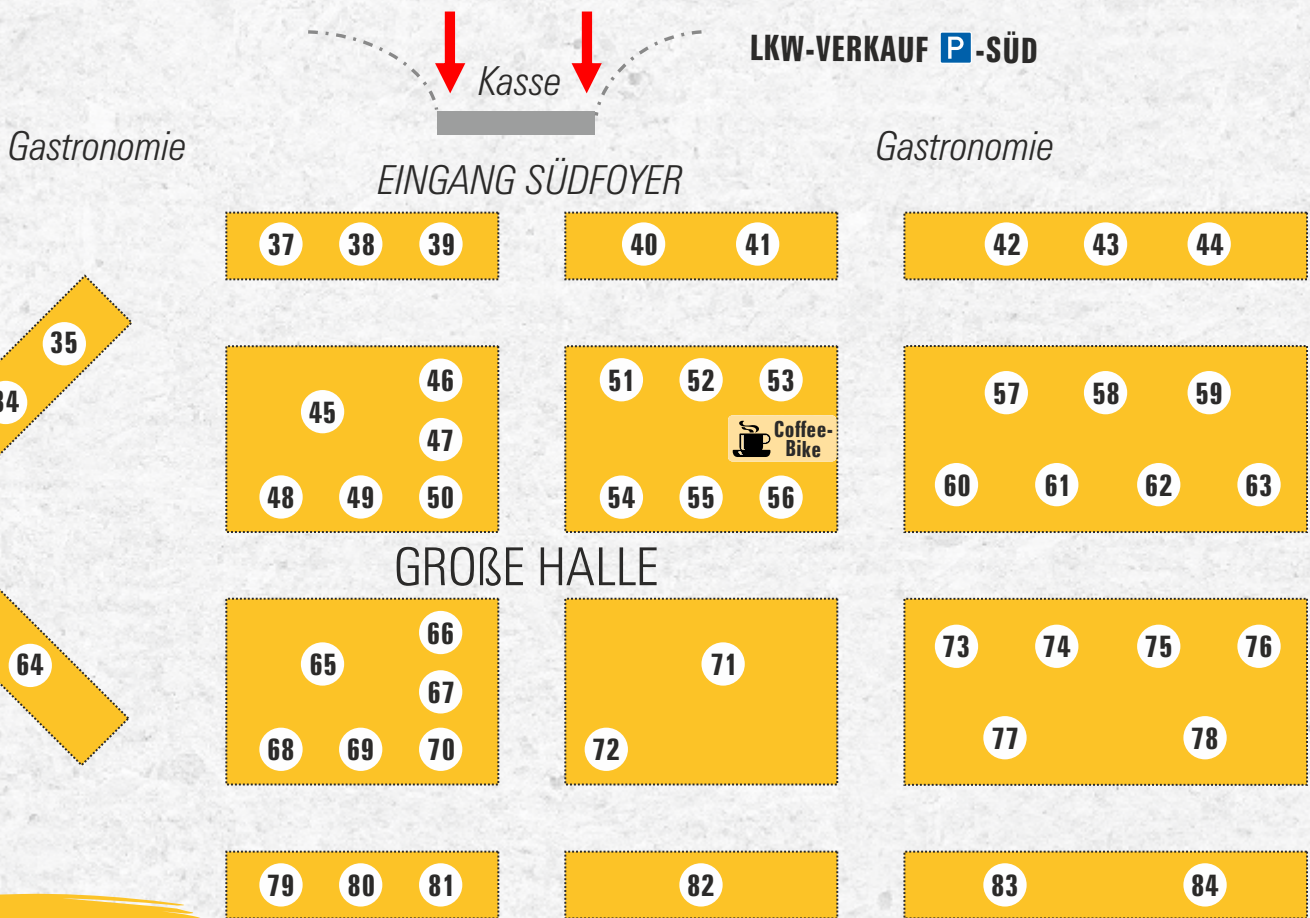 LKW-VERKAUF P -SÜD
Kasse
Gastronomie
Gastronomie
EINGANG SÜDFOYER
37 38 39
40 41
42 43 44
35
34
45
46
47
48 49 50
51 52 53
Coffee-
Bike
54 55 56
57 58 59
60 61 62 63
GROßE HALLE
64
65
66
67
68 69 70
71
72
73 74 75 76
77 78
79 80 81
82
83 84